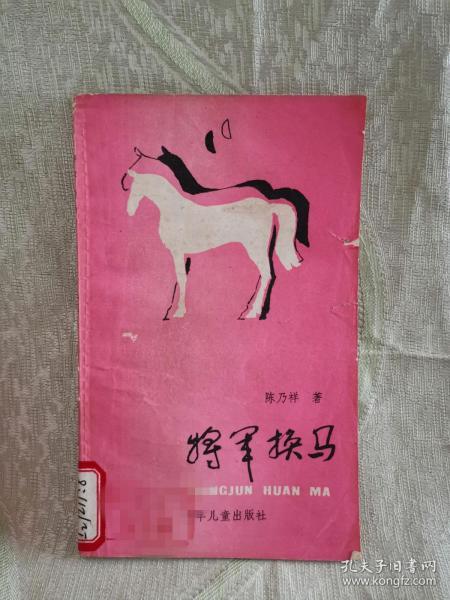 陈乃祥 著
将军换马
GJUN HUAN MA
年儿童出版社
孔夫子旧书网
www.kongfz.com